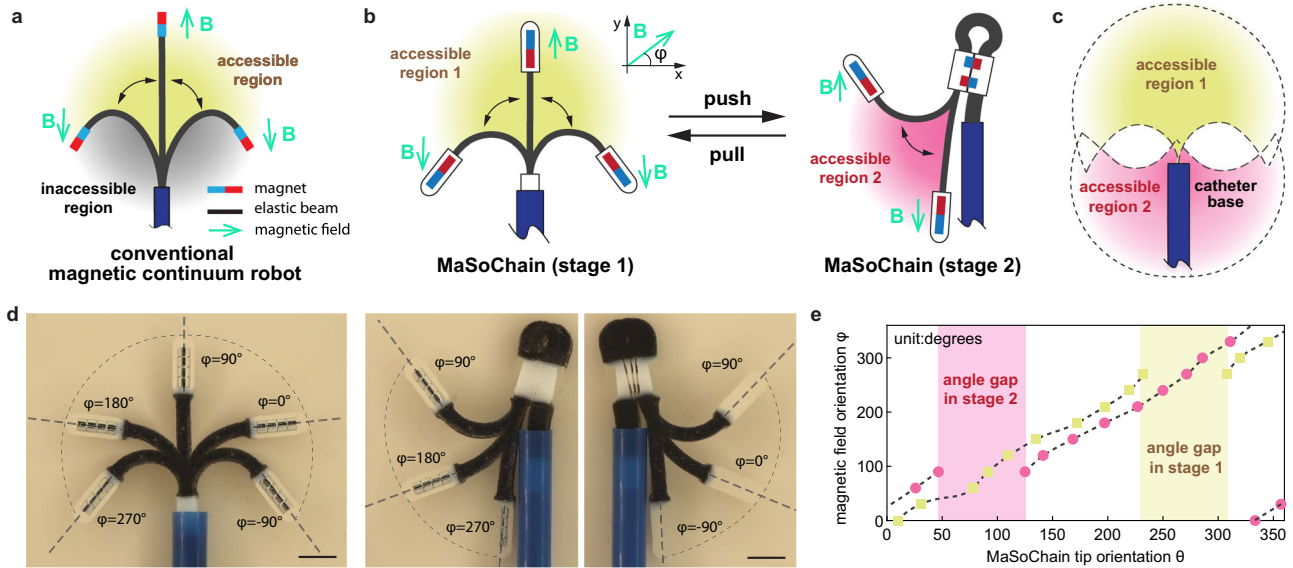 a
B
accessible
region
B
B
inaccessible
region
magnet
elastic beam
magnetic field
conventional
magnetic continuum robot
b
accessible
region 1
B
B
B
y
B
φ
x
push
pull
MaSoChain (stage 1)
B
accessible
region 2
B
MaSoChain (stage 2)
c
accessible
region 1
accessible
region 2
catheter
base
d
φ=90°
φ=180°
φ=0°
φ=270°
φ=-90°
φ=90°
φ=180°
φ=270°
φ=90°
φ=0°
φ=-90°
e
unit:degrees
angle gap
in stage 2
angle gap
in stage 1
magnetic field orientation φ
300
200
100
0
0 50 100 150 200 250 300 350
MaSoChain tip orientation θ